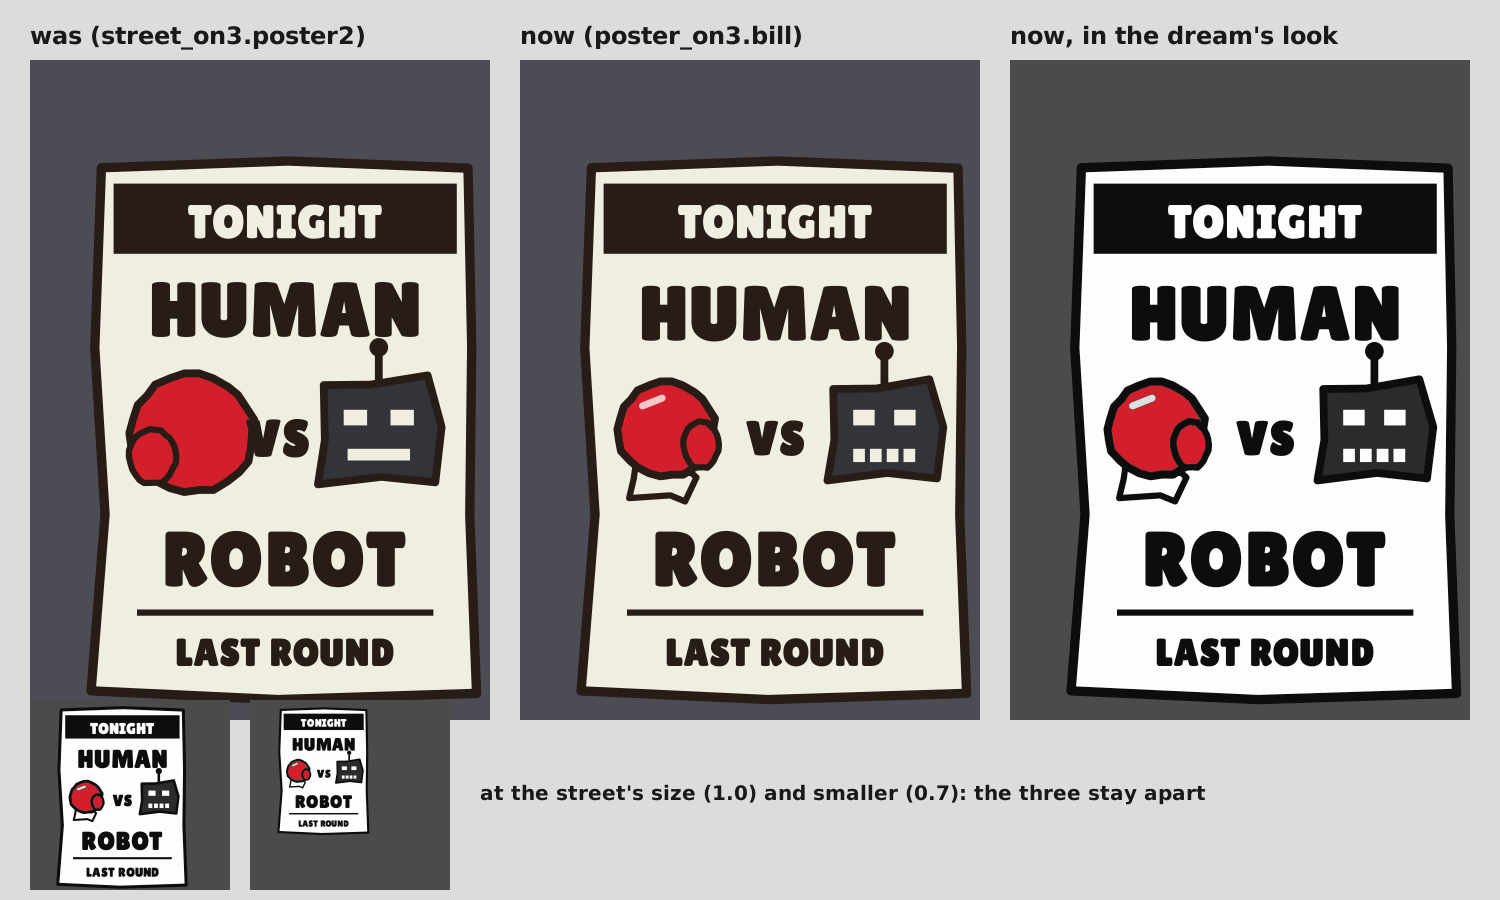 was (street_on3.poster2)
TONIGHT
HUMAN
VS
ROBOT
LAST ROUND
now (poster_on3.bill)
TONIGHT
HUMAN
VS
ROBOT
LAST ROUND
now, in the dream's look
TONIGHT
HUMAN
VS
ROBOT
LAST ROUND
TONIGHT
HUMAN
VS
ROBOT
LAST ROUND
TONIGHT
HUMAN
VS
ROBOT
LAST ROUND
at the street's size (1.0) and smaller (0.7): the three stay apart